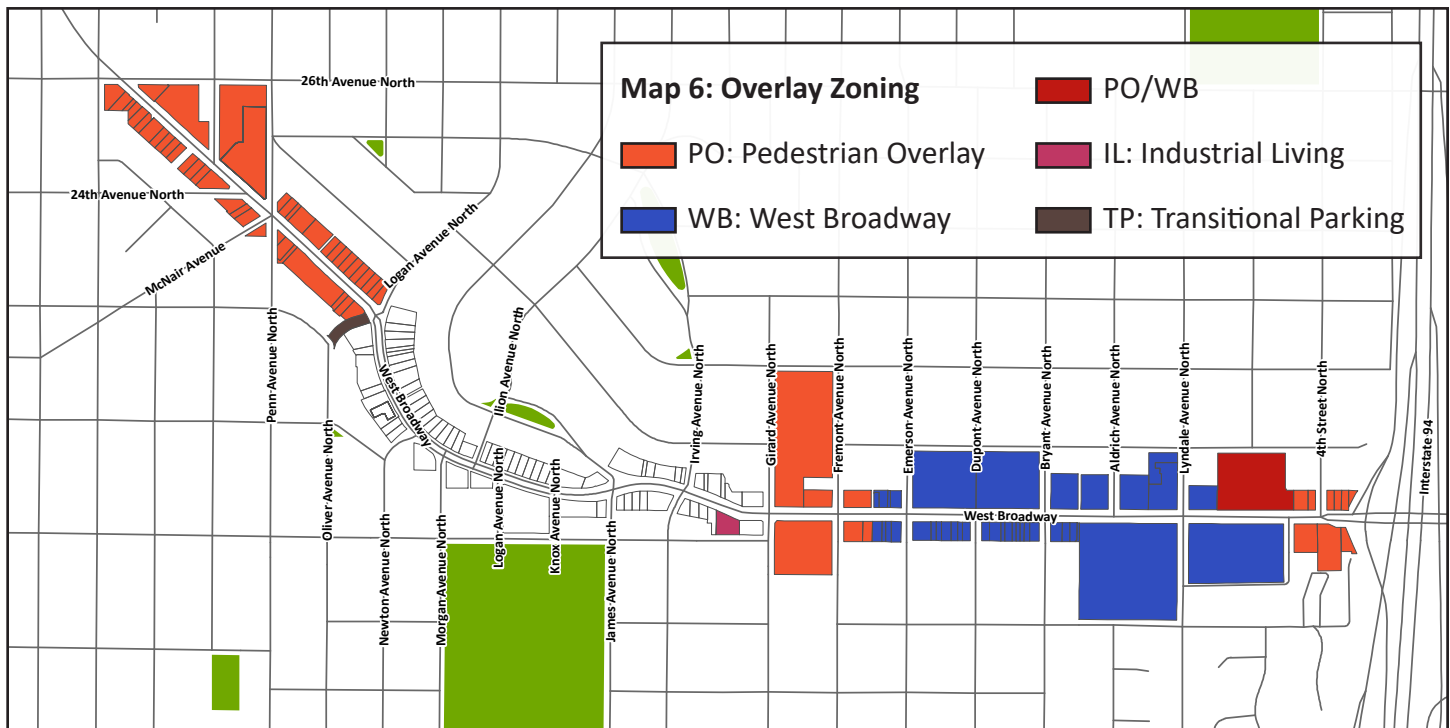 26th Avenue North
Map 6: Overlay Zoning
PO: Pedestrian Overlay
WB: West Broadway
PO/WB
IL: Industrial Living
TP: Transitional Parking
24th Avenue North
McNair Avenue
Logan Avenue North
Penn Avenue North
Oliver Avenue North
West Broadway
Ilion Avenue North
Newton Avenue North
Morgan Avenue North
Logan Avenue North
Knox Avenue North
James Avenue North
Irving Avenue North
Girard Avenue North
Fremont Avenue North
Emerson Avenue North
Dupont Avenue North
Bryant Avenue North
Aldrich Avenue North
Lyndale Avenue North
4th Street North
Interstate 94
West Broadway